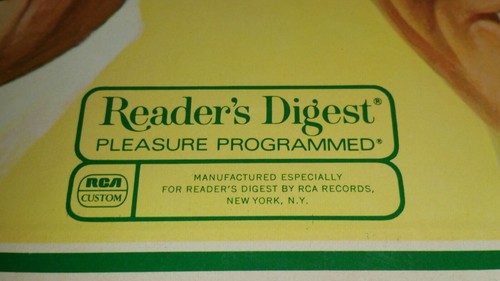 Reader's Digest®
PLEASURE PROGRAMMED®
RCA
CUSTOM
MANUFACTURED ESPECIALLY
FOR READER'S DIGEST BY RCA RECORDS,
NEW YORK, N.Y.